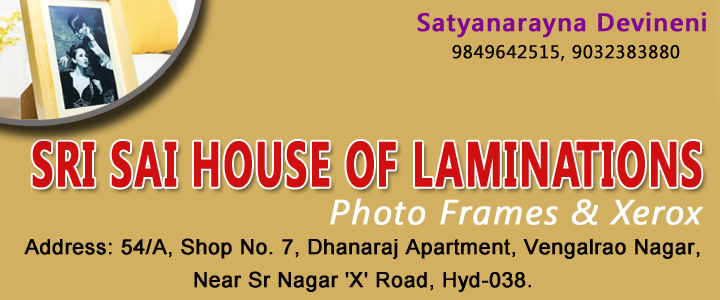 Satyanarayna Devineni
9849642515, 9032383880
SRI SAI HOUSE OF LAMINATIONS
Photo Frames & Xerox
Address: 54/A, Shop No. 7, Dhanaraj Apartment, Vengalrao Nagar,
Near Sr Nagar 'X' Road, Hyd-038.